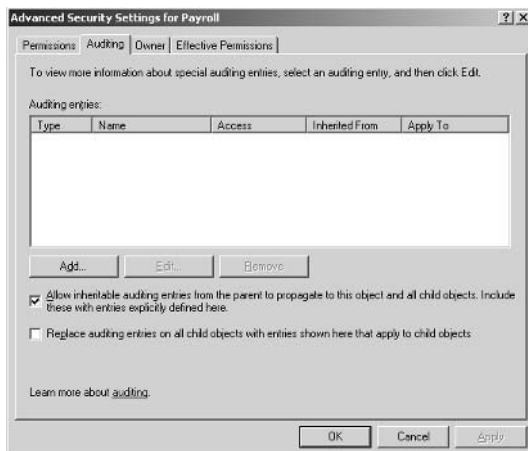 Advanced Security Settings for Payroll
Permissions Auditing Owner Effective Permissions
To view more information about special auditing entries, select an auditing entry, and then click Edit.
Auditing entries:
Type Name Access Inherited From Apply To
Add... Edit... Remove
Allow inheritable auditing entries from the parent to propagate to this object and all child objects. Include
these with entries explicitly defined here.
Replace auditing entries on all child objects with entries shown here that apply to child objects
Learn more about auditing.
OK Cancel Apply